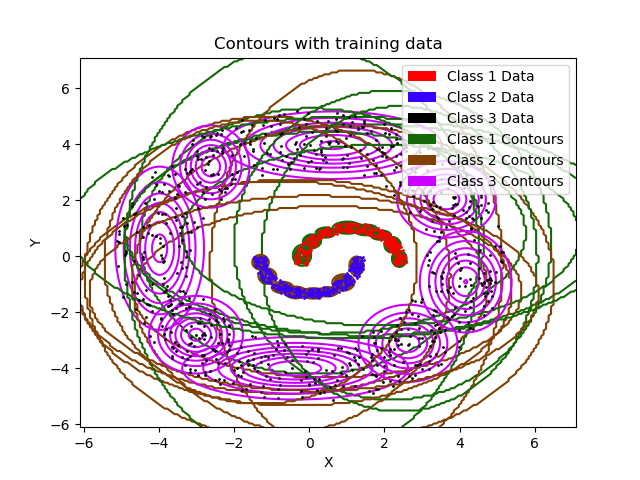 Contours with training data
Class 1 Data
Class 2 Data
Class 3 Data
Class 1 Contours
Class 2 Contours
Class 3 Contours
6
4
2
0
−2
−4
−6
Y
−6 −4 −2 0 2 4 6
X